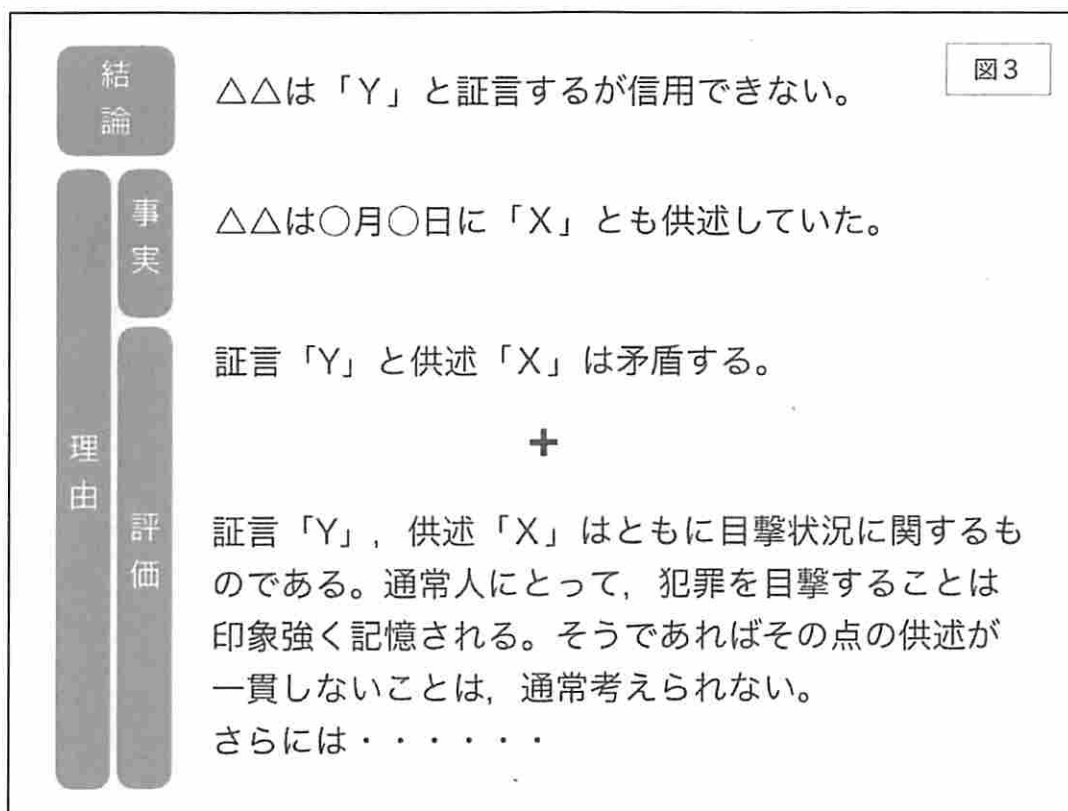 図3
結論
△△は「Y」と証言するが信用できない。
理由
事実
△△は○月○日に「X」とも供述していた。
評価
証言「Y」と供述「X」は矛盾する。
+
証言「Y」，供述「X」はともに目撃状況に関するも
のである。通常人にとって，犯罪を目撃することは
印象強く記憶される。そうであればその点の供述が
一貫しないことは，通常考えられない。
さらには・・・・・・